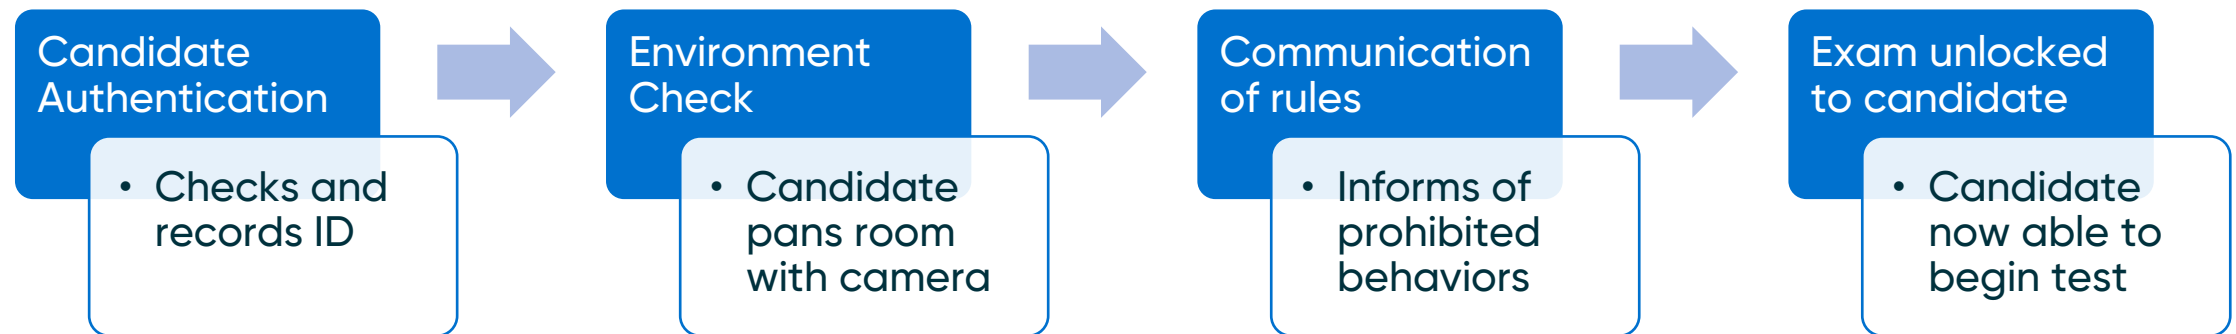 Candidate
Authentication
• Checks and
records ID
Environment
Check
• Candidate
pans room
with camera
Communication
of rules
• Informs of
prohibited
behaviors
Exam unlocked
to candidate
• Candidate
now able to
begin test